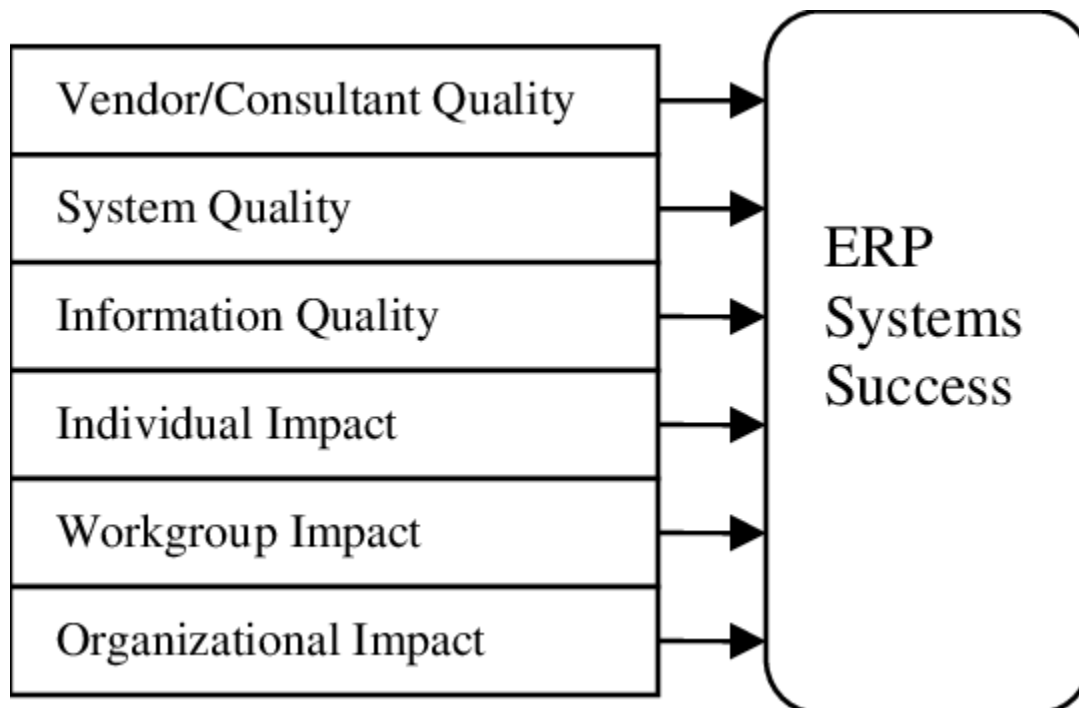 Vendor/Consultant Quality
System Quality
Information Quality
Individual Impact
Workgroup Impact
Organizational Impact
ERP
Systems
Success